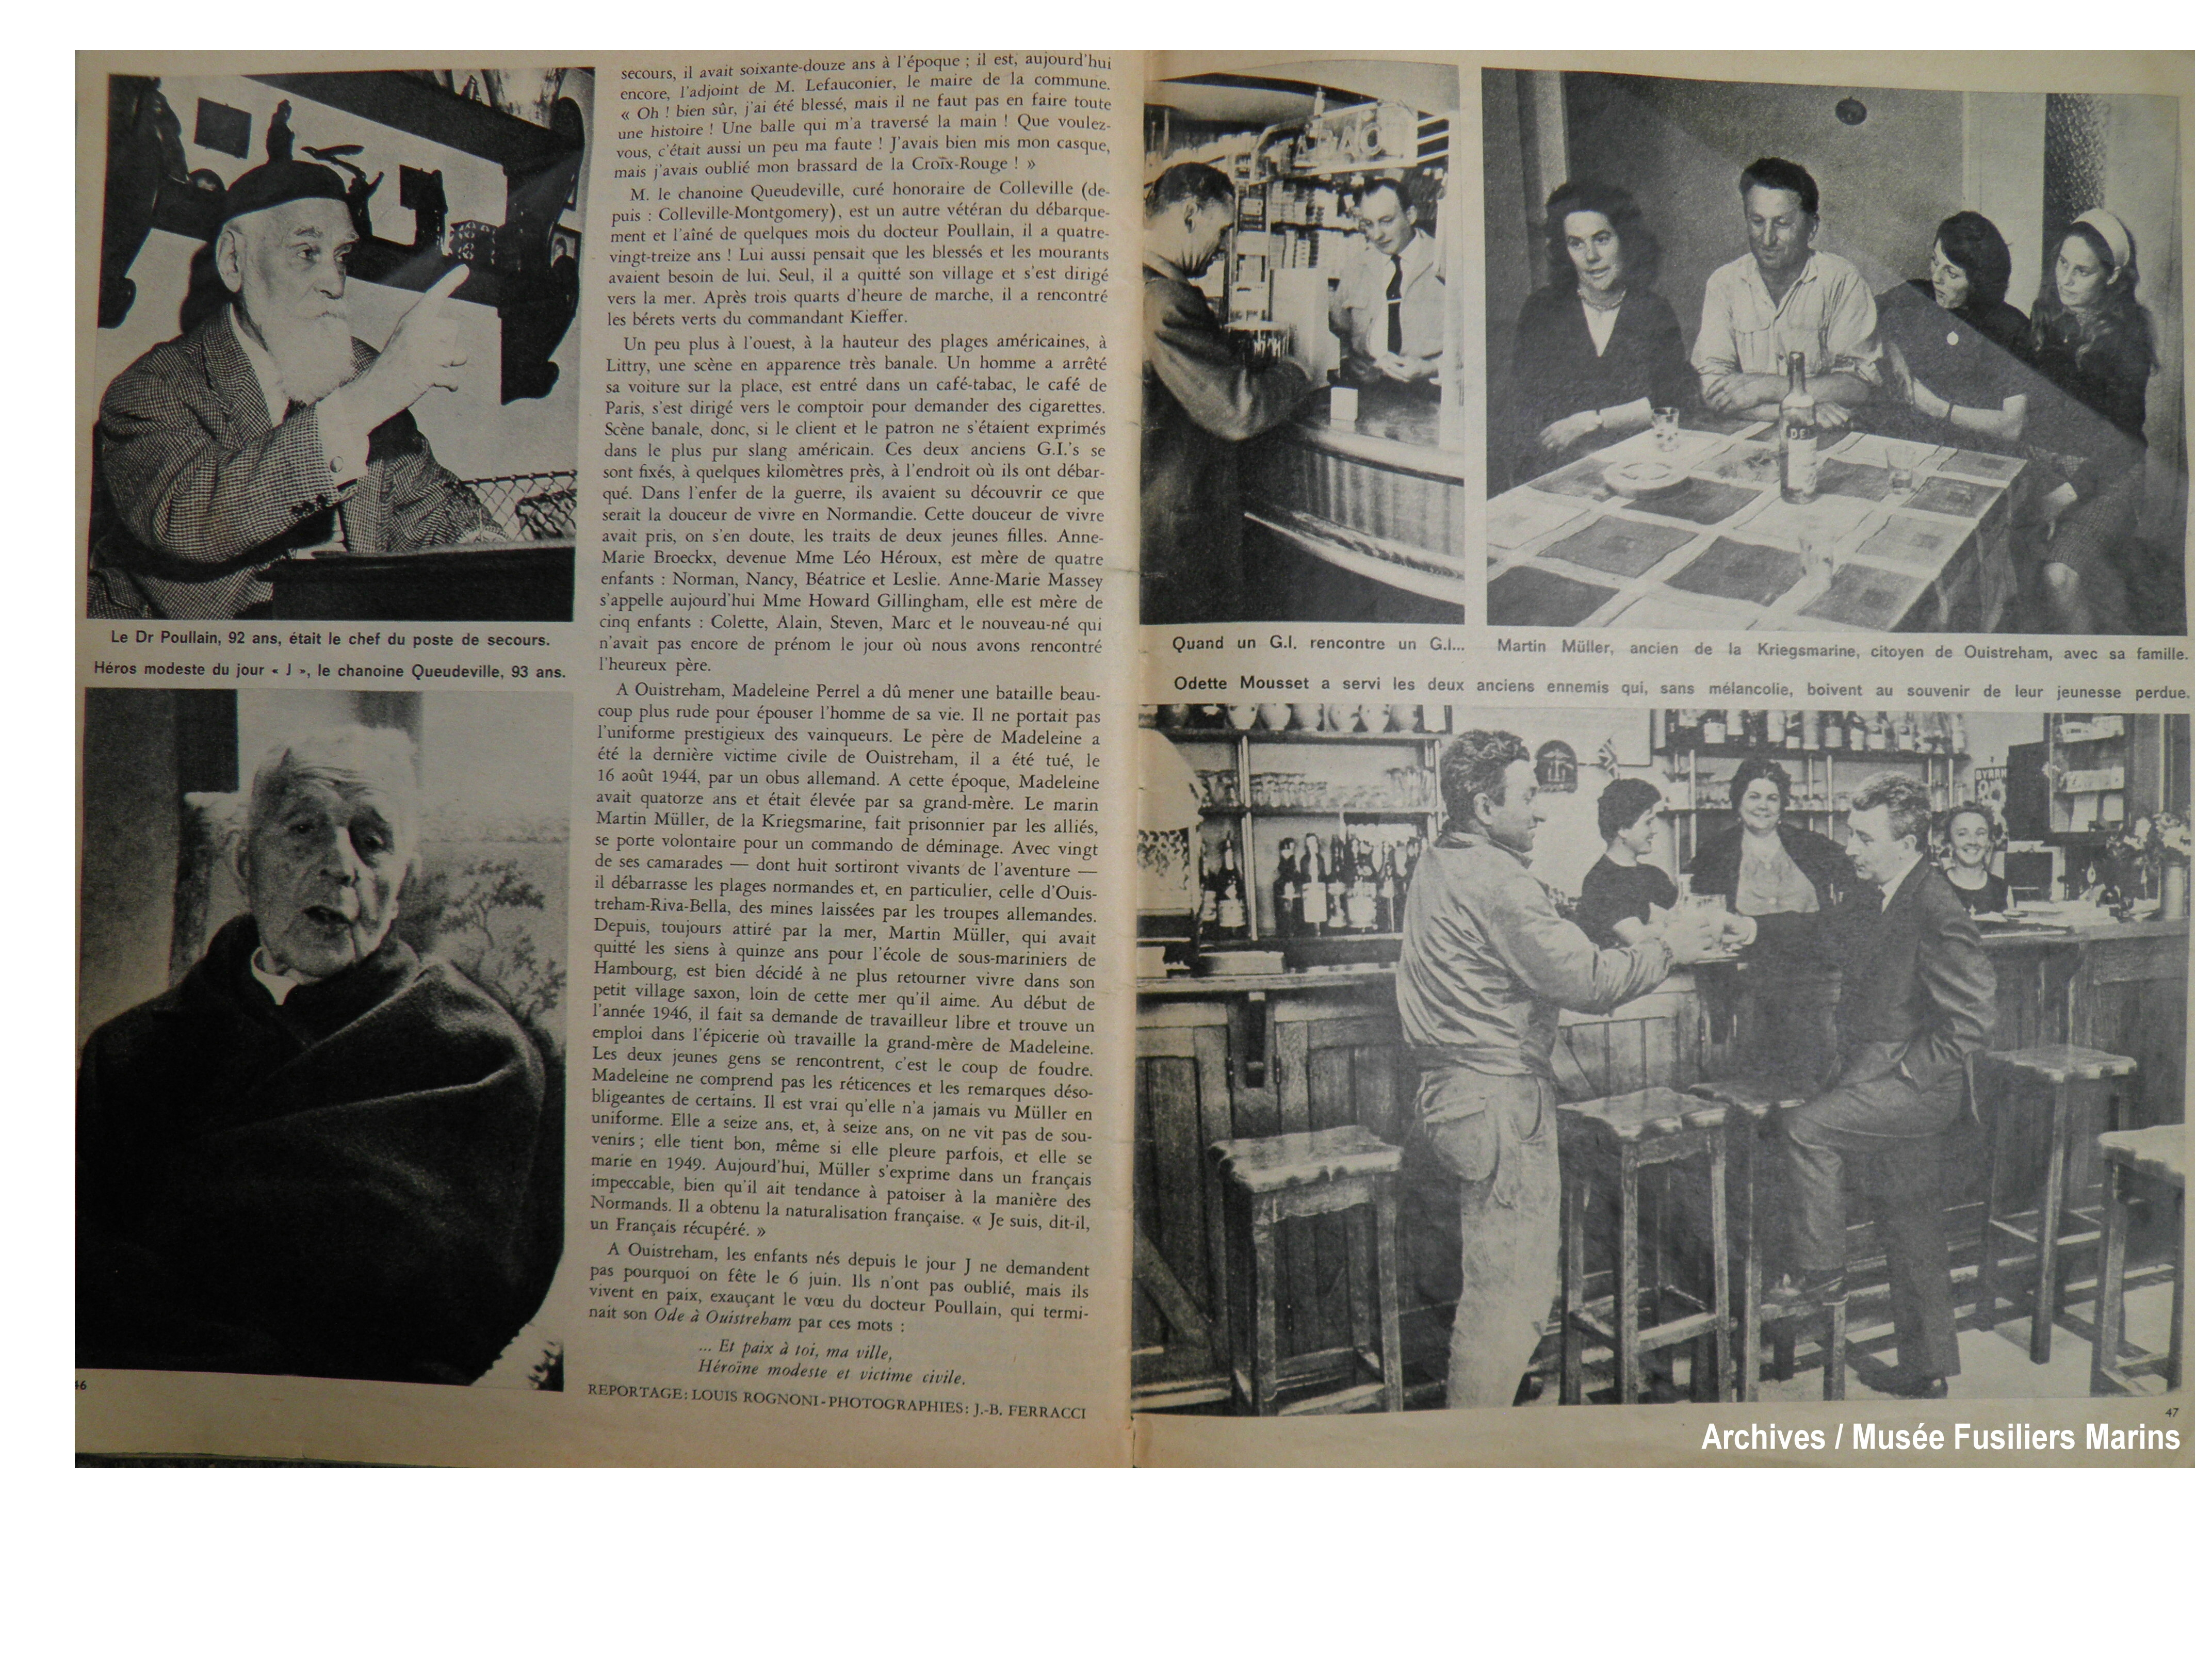 Le Dr Poullain, 92 ans, était le chef du poste de secours.
Héros modeste du jour « J », le chanoine Queudeville, 93 ans.
46
secours, il avait soixante-douze ans à l'époque ; il est, aujourd'hui
encore, l'adjoint de M. Lefauconier, le maire de la commune.
« Oh ! bien sûr, j'ai été blessé, mais il ne faut pas en faire toute
une histoire ! Une balle qui m'a traversé la main ! Que voulez-
vous, c'était aussi un peu ma faute ! J'avais bien mis mon casque,
mais j'avais oublié mon brassard de la Croïx-Rouge ! »
M. le chanoine Queudeville, curé honoraire de Colleville (de-
puis : Colleville-Montgomery), est un autre vétéran du débarque-
ment et l'aîné de quelques mois du docteur Poullain, il a quatre-
vingt-treize ans ! Lui aussi pensait que les blessés et les mourants
avaient besoin de lui. Seul, il a quitté son village et s'est dirigé
vers la mer. Après trois quarts d'heure de marche, il a rencontré
les bérets verts du commandant Kieffer.
Un peu plus à l'ouest, à la hauteur des plages américaines, à
Littry, une scène en apparence très banale. Un homme a arrêté
sa voiture sur la place, est entré dans un café-tabac, le café de
Paris, s'est dirigé vers le comptoir pour demander des cigarettes.
Scène banale, donc, si le client et le patron ne s'étaient exprimés
dans le plus pur slang américain. Ces deux anciens G.I.'s se
sont fixés, à quelques kilomètres près, à l'endroit où ils ont débar-
qué. Dans l'enfer de la guerre, ils avaient su découvrir ce que
serait la douceur de vivre en Normandie. Cette douceur de vivre
avait pris, on s'en doute, les traits de deux jeunes filles. Anne-
Marie Broeckx, devenue Mme Léo Héroux, est mère de quatre
enfants : Norman, Nancy, Béatrice et Leslie. Anne-Marie Massey
s'appelle aujourd'hui Mme Howard Gillingham, elle est mère de
cinq enfants : Colette, Alain, Steven, Marc et le nouveau-né qui
n'avait pas encore de prénom le jour où nous avons rencontré
l'heureux père.
A Ouistreham, Madeleine Perrel a dû mener une bataille beau-
coup plus rude pour épouser l'homme de sa vie. Il ne portait pas
l'uniforme prestigieux des vainqueurs. Le père de Madeleine a
été la dernière victime civile de Ouistreham, il a été tué, le
16 août 1944, par un obus allemand. A cette époque, Madeleine
avait quatorze ans et était élevée par sa grand-mère. Le marin
Martin Müller, de la Kriegsmarine, fait prisonnier par les alliés,
se porte volontaire pour un commando de déminage. Avec vingt
de ses camarades — dont huit sortiront vivants de l'aventure —
il débarrasse les plages normandes et, en particulier, celle d'Ouis-
treham-Riva-Bella, des mines laissées par les troupes allemandes.
Depuis, toujours attiré par la mer, Martin Müller, qui avait
quitté les siens à quinze ans pour l'école de sous-mariniers de
Hambourg, est bien décidé à ne plus retourner vivre dans son
petit village saxon, loin de cette mer qu'il aime. Au début de
l'année 1946, il fait sa demande de travailleur libre et trouve un
emploi dans l'épicerie où travaille la grand-mère de Madeleine.
Les deux jeunes gens se rencontrent, c'est le coup de foudre.
Madeleine ne comprend pas les réticences et les remarques déso-
bligeantes de certains. Il est vrai qu'elle n'a jamais vu Müller en
uniforme. Elle a seize ans, et, à seize ans, on ne vit pas de sou-
venirs ; elle tient bon, même si elle pleure parfois, et elle se
marie en 1949. Aujourd'hui, Müller s'exprime dans un français
impeccable, bien qu'il ait tendance à patoiser à la manière des
Normands. Il a obtenu la naturalisation française. « Je suis, dit-il,
un Français récupéré. »
A Ouistreham, les enfants nés depuis le jour J ne demandent
pas pourquoi on fête le 6 juin. Ils n'ont pas oublié, mais ils
vivent en paix, exauçant le vœu du docteur Poullain, qui termi-
nait son Ode à Ouistreham par ces mots :
... Et paix à toi, ma ville,
Héroïne modeste et victime civile.
REPORTAGE: LOUIS ROGNONI - PHOTOGRAPHIES: J.-B. FERRACCI
Quand un G.I. rencontre un G.I...
Martin Müller, ancien de la Kriegsmarine, citoyen de Ouistreham, avec sa famille.
Odette Mousset a servi les deux anciens ennemis qui, sans mélancolie, boivent au souvenir de leur jeunesse perdue.
BYRRH
47
Archives / Musée Fusiliers Marins